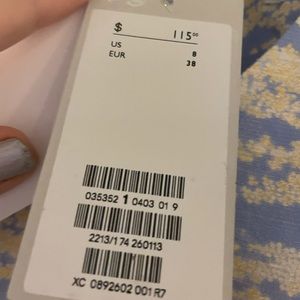 $ 115⁰⁰
US 8
EUR 38
035352 1 0403 01 9
2213/174 260113
XC 0892602 001 R7